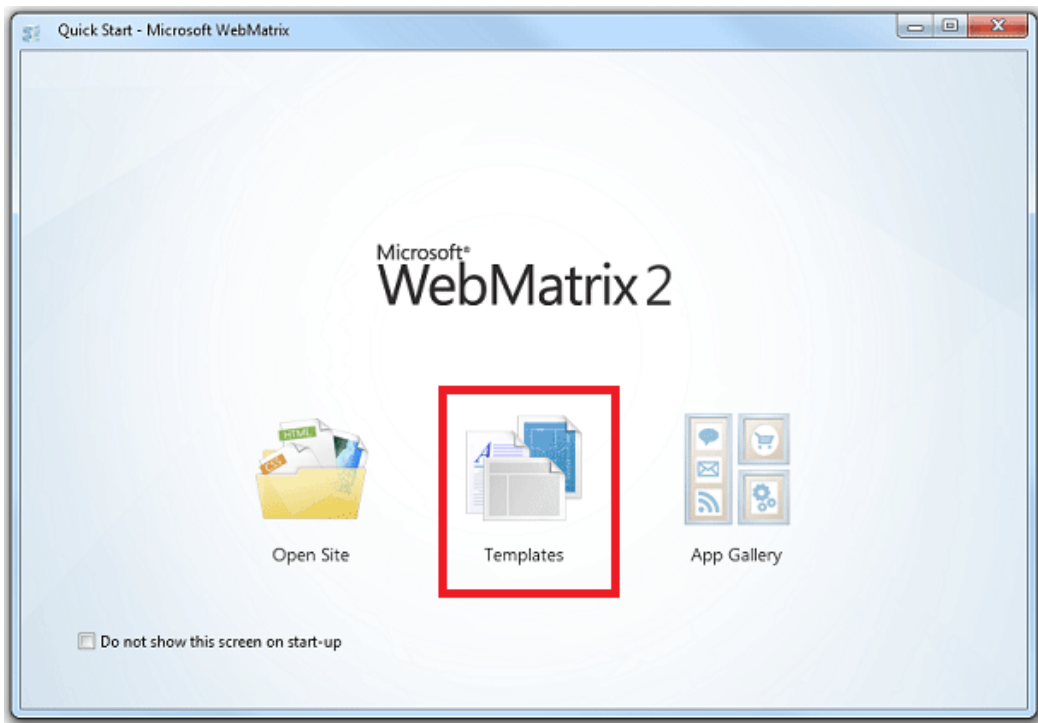 Quick Start - Microsoft WebMatrix
Microsoft®
WebMatrix 2
HTML
CSS
A
Open Site
Templates
App Gallery
Do not show this screen on start-up